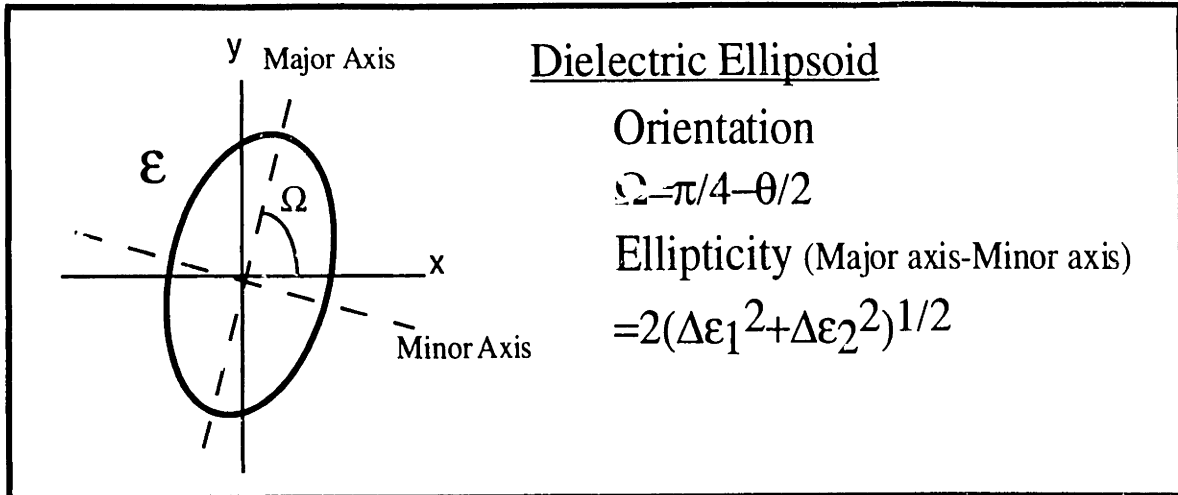 y
Major Axis
ε
Ω
x
Minor Axis
Dielectric Ellipsoid
Orientation
Ω=π/4–θ/2
Ellipticity (Major axis-Minor axis)
=2(Δε₁²+Δε₂²)1/2